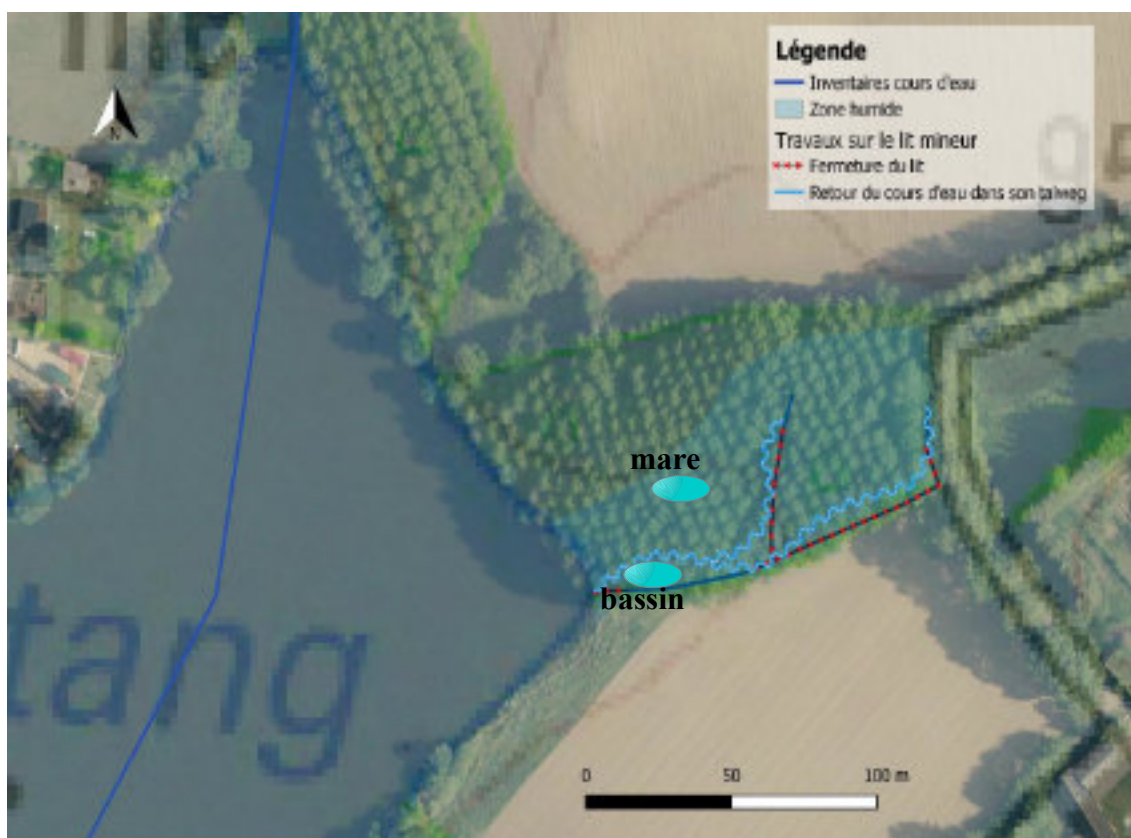 Légende
Inventaires cours d'eau
Zone humide
Travaux sur le lit mineur
Fermeture du lit
Retour du cours d'eau dans son talweg
N
mare
bassin
tang
0 50 100 m